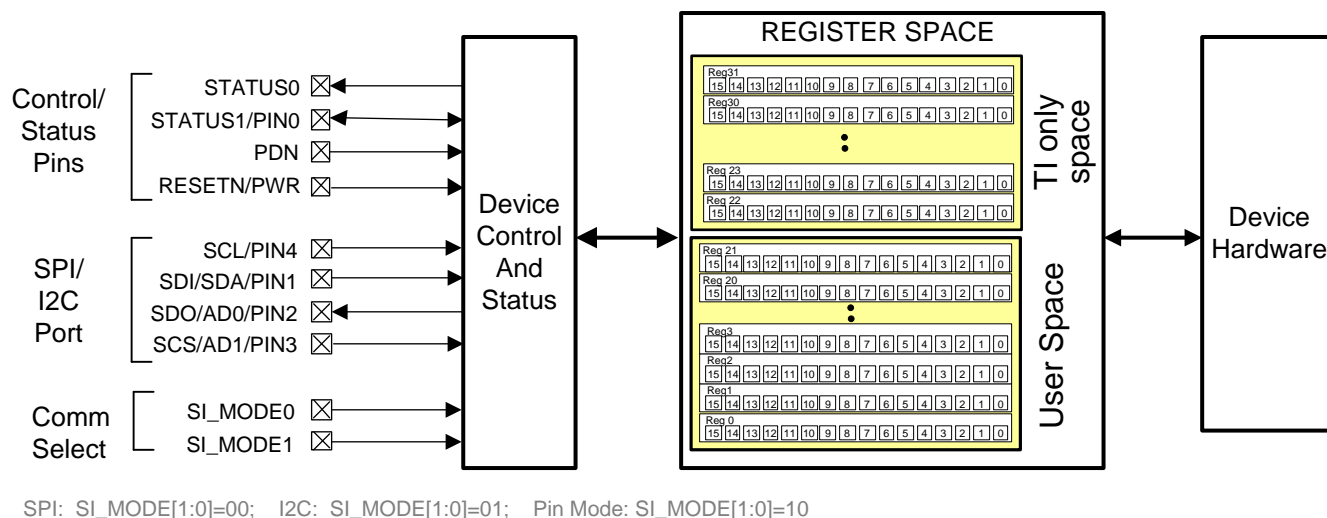 REGISTER SPACE
Control/
Status
Pins
STATUS0
STATUS1/PIN0
PDN
RESETN/PWR
SPI/
I2C
Port
SCL/PIN4
SDI/SDA/PIN1
SDO/AD0/PIN2
SCS/AD1/PIN3
Comm
Select
SI_MODE0
SI_MODE1
Device
Control
And
Status
Reg31
15 14 13 12 11 10 9 8 7 6 5 4 3 2 1 0
Reg30
15 14 13 12 11 10 9 8 7 6 5 4 3 2 1 0
Reg 23
15 14 13 12 11 10 9 8 7 6 5 4 3 2 1 0
Reg 22
15 14 13 12 11 10 9 8 7 6 5 4 3 2 1 0
TI only
space
Reg 21
15 14 13 12 11 10 9 8 7 6 5 4 3 2 1 0
Reg 20
15 14 13 12 11 10 9 8 7 6 5 4 3 2 1 0
Reg3
15 14 13 12 11 10 9 8 7 6 5 4 3 2 1 0
Reg2
15 14 13 12 11 10 9 8 7 6 5 4 3 2 1 0
Reg1
15 14 13 12 11 10 9 8 7 6 5 4 3 2 1 0
Reg 0
15 14 13 12 11 10 9 8 7 6 5 4 3 2 1 0
User Space
Device
Hardware
SPI: SI_MODE[1:0]=00; I2C: SI_MODE[1:0]=01; Pin Mode: SI_MODE[1:0]=10